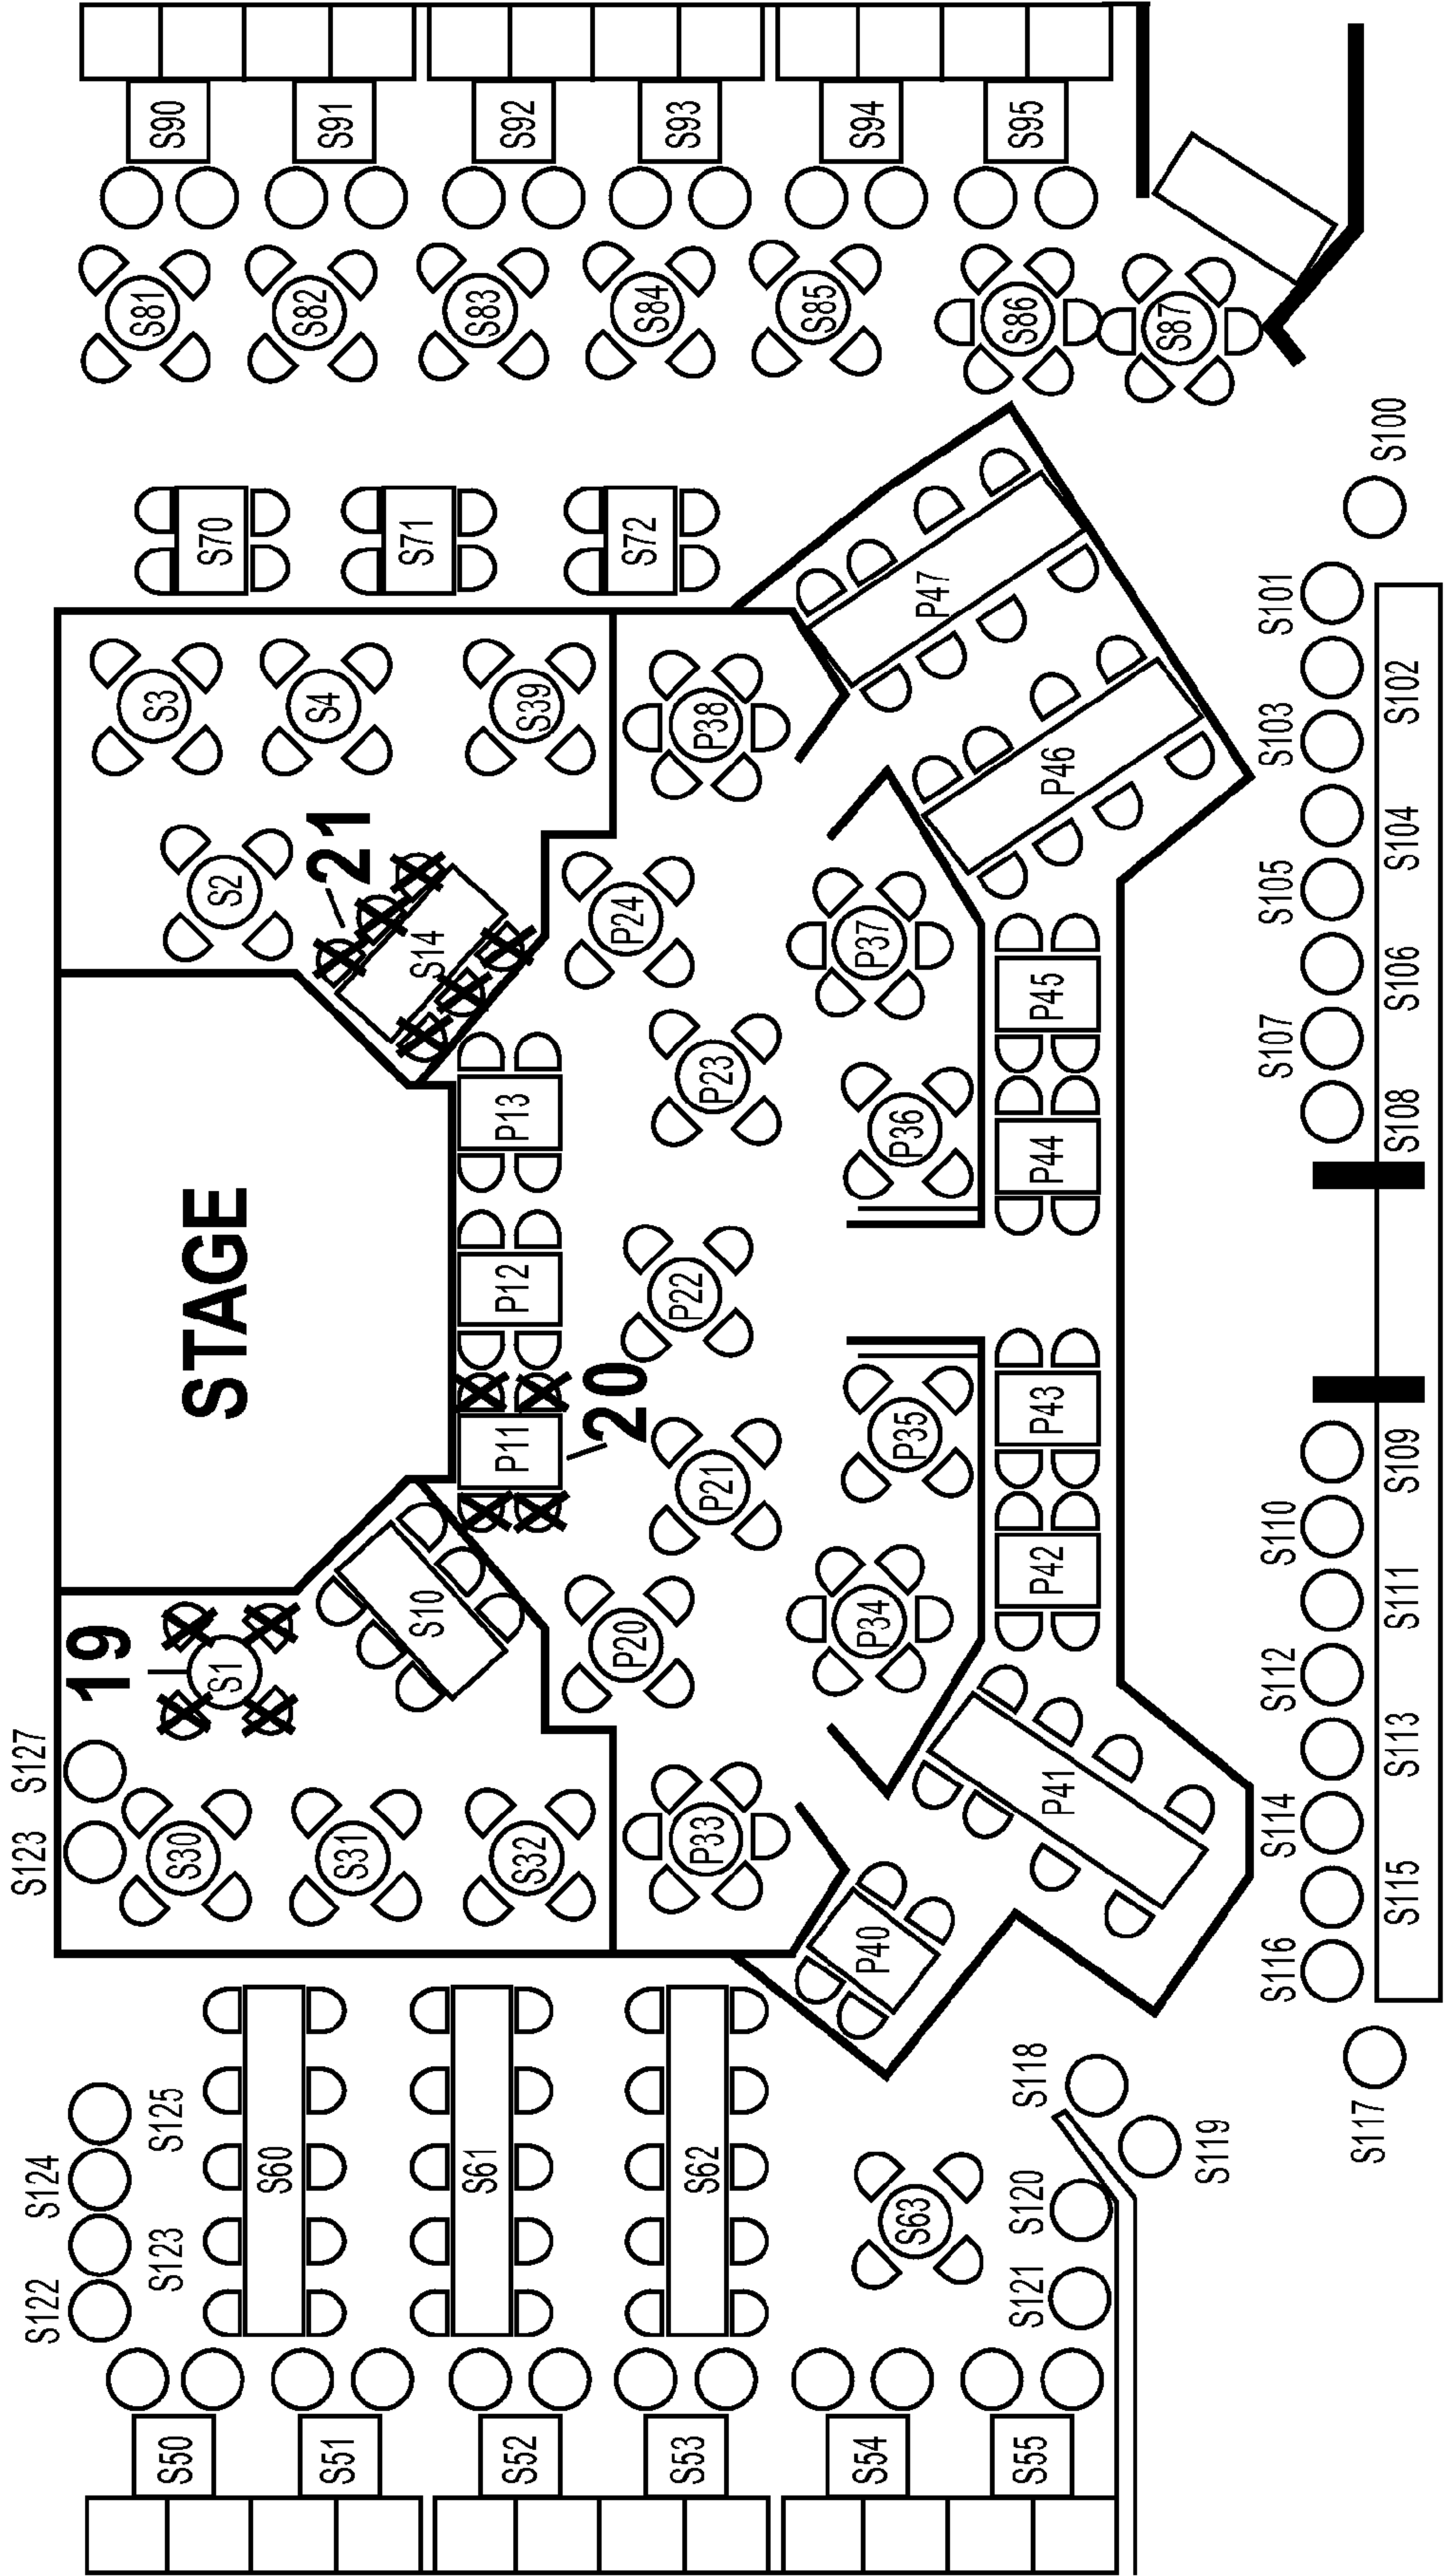 S90
S91
S92
S93
S94
S95
S81
S82
S83
S84
S85
S86
S87
S100
S70
S71
S72
S3
S4
S39
S2
21
S14
STAGE
19
S1
S10
S127
S123
S30
S31
S32
P13
P12
P11
20
P38
P24
P23
P22
P21
P20
P33
P37
P36
P35
P34
P47
P46
P45
P44
P43
P42
P41
P40
S101
S102
S103
S104
S105
S106
S107
S108
S109
S110
S111
S112
S113
S114
S115
S116
S117
S118
S119
S120
S121
S63
S125
S124
S123
S122
S60
S61
S62
S50
S51
S52
S53
S54
S55